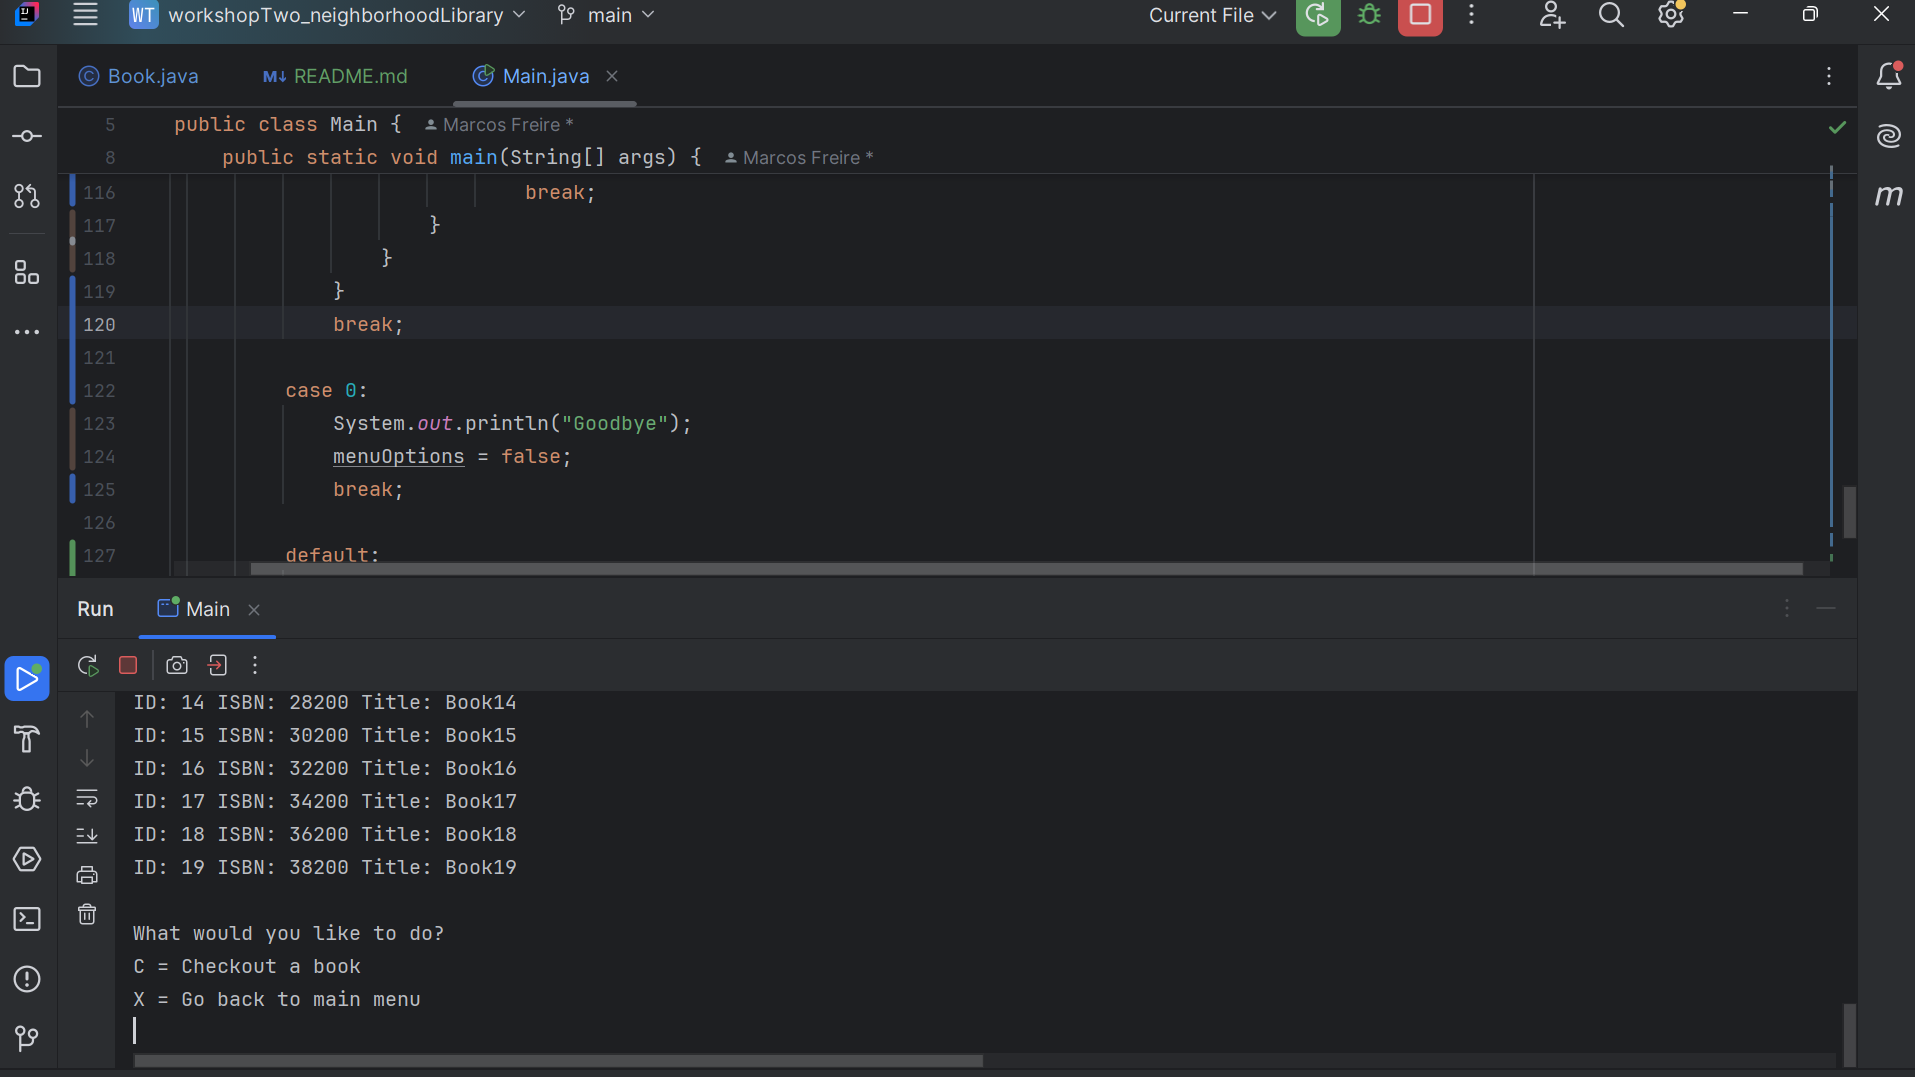 WT workshopTwo_neighborhoodLibrary main Current File
Book.java README.md Main.java
5 public class Main { Marcos Freire *
8 public static void main(String[] args) { Marcos Freire *
116 break;
117 }
118 }
119 }
120 break;
121
122 case 0:
123 System.out.println("Goodbye");
124 menuOptions = false;
125 break;
126
127 default:
Run Main
ID: 14 ISBN: 28200 Title: Book14
ID: 15 ISBN: 30200 Title: Book15
ID: 16 ISBN: 32200 Title: Book16
ID: 17 ISBN: 34200 Title: Book17
ID: 18 ISBN: 36200 Title: Book18
ID: 19 ISBN: 38200 Title: Book19
What would you like to do?
C = Checkout a book
X = Go back to main menu